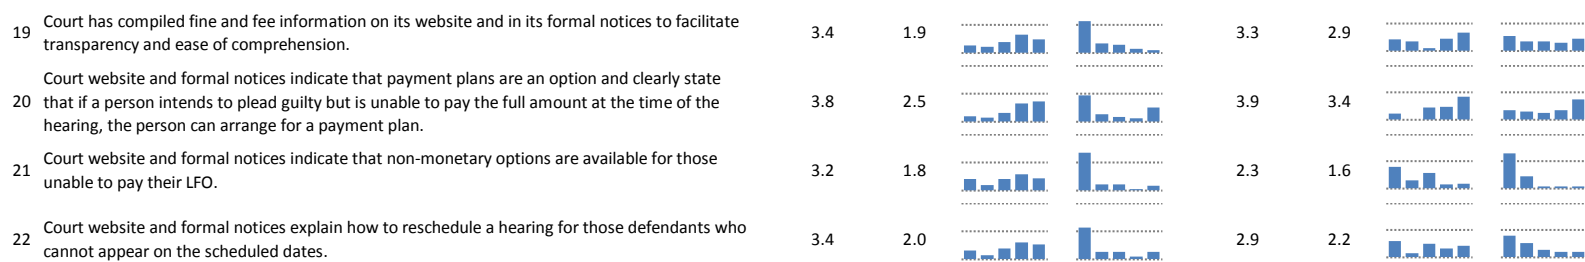 Court has compiled fine and fee information on its website and in its formal notices to facilitate
19 3.4 1.9 3.3 2.9
transparency and ease of comprehension.
Court website and formal notices indicate that payment plans are an option and clearly state
20 that if a person intends to plead guilty but is unable to pay the full amount at the time of the 3.8 2.5 3.9 3.4
hearing, the person can arrange for a payment plan.
Court website and formal notices indicate that non-monetary options are available for those
21 3.2 1.8 2.3 1.6
unable to pay their LFO.
Court website and formal notices explain how to reschedule a hearing for those defendants who
22 3.4 2.0 2.9 2.2
cannot appear on the scheduled dates.